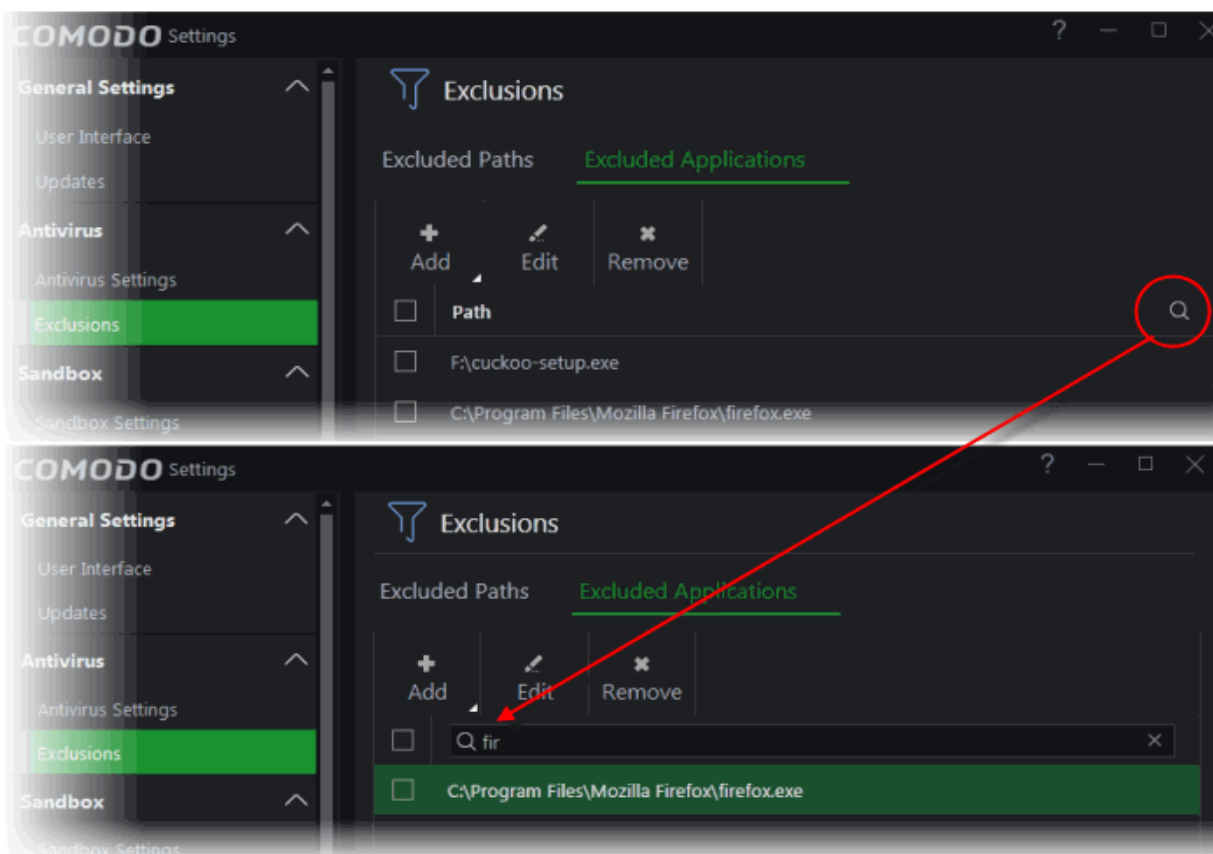 COMODO Settings
?
General Settings
User Interface
Updates
Antivirus
Antivirus Settings
Exclusions
Sandbox
Sandbox Settings
Exclusions
Excluded Paths Excluded Applications
Add Edit Remove
Path
F:\cuckoo-setup.exe
C:\Program Files\Mozilla Firefox\firefox.exe
COMODO Settings
?
General Settings
User Interface
Updates
Antivirus
Antivirus Settings
Exclusions
Sandbox
Sandbox Settings
Exclusions
Excluded Paths Excluded Applications
Add Edit Remove
fir
C:\Program Files\Mozilla Firefox\firefox.exe